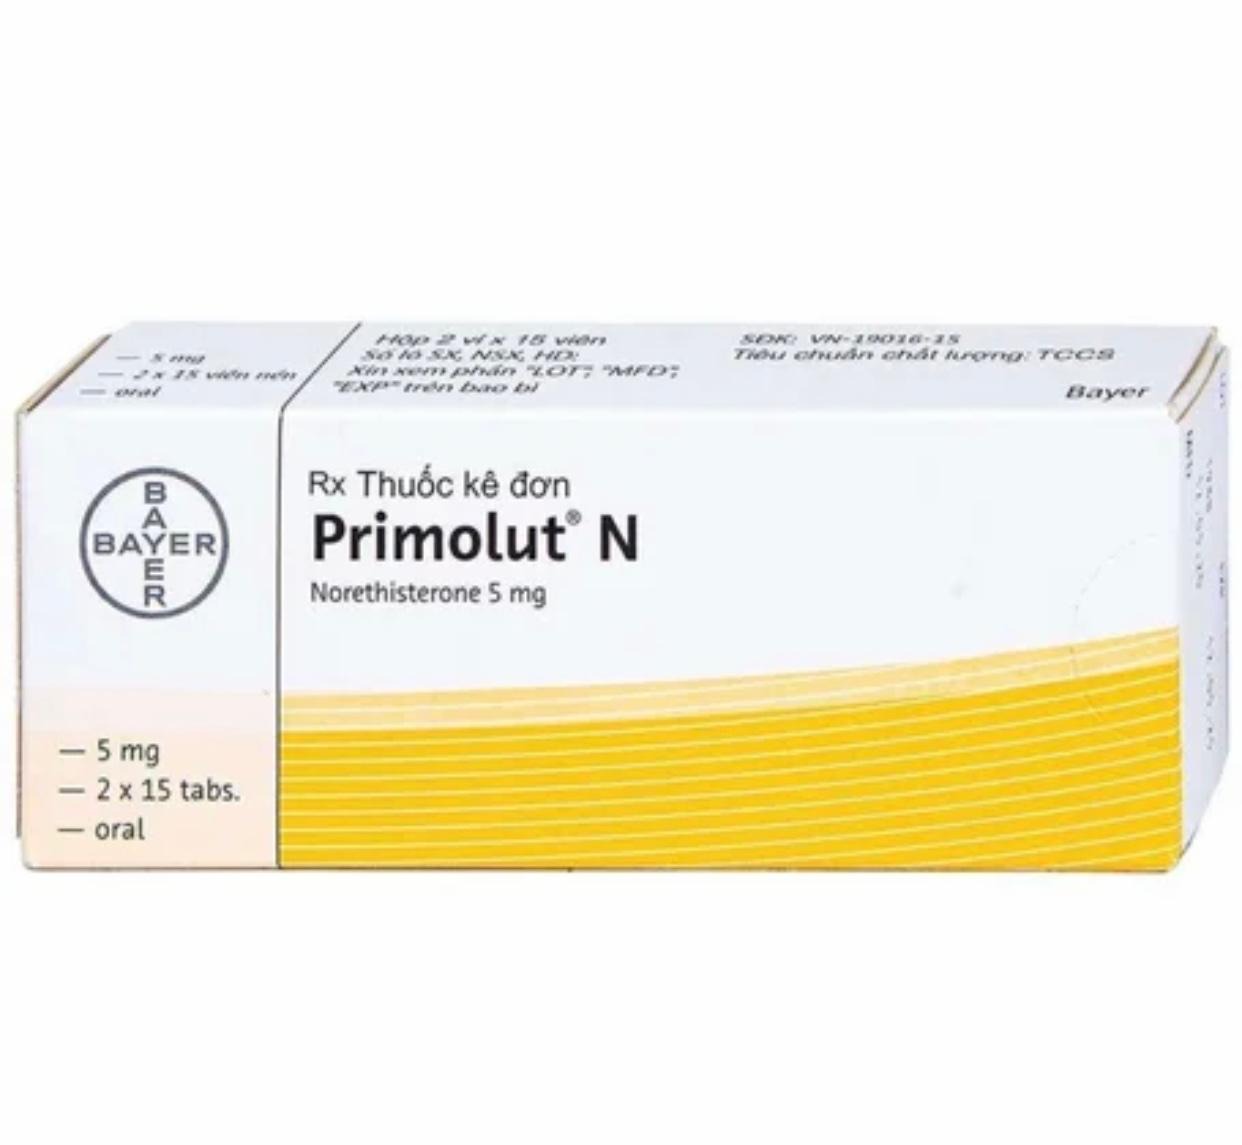 — 5 mg
— 2 x 15 viên nén
— oral
Hộp 2 vỉ x 15 viên
Số lô SX, NSX, HD:
Xin xem phần "LOT"; "MFD";
"EXP" trên bao bì
SĐK: VN-19016-15
Tiêu chuẩn chất lượng: TCCS
Bayer
BAYER
BAYER
Rx Thuốc kê đơn
Primolut® N
Norethisterone 5 mg
— 5 mg
— 2 x 15 tabs.
— oral